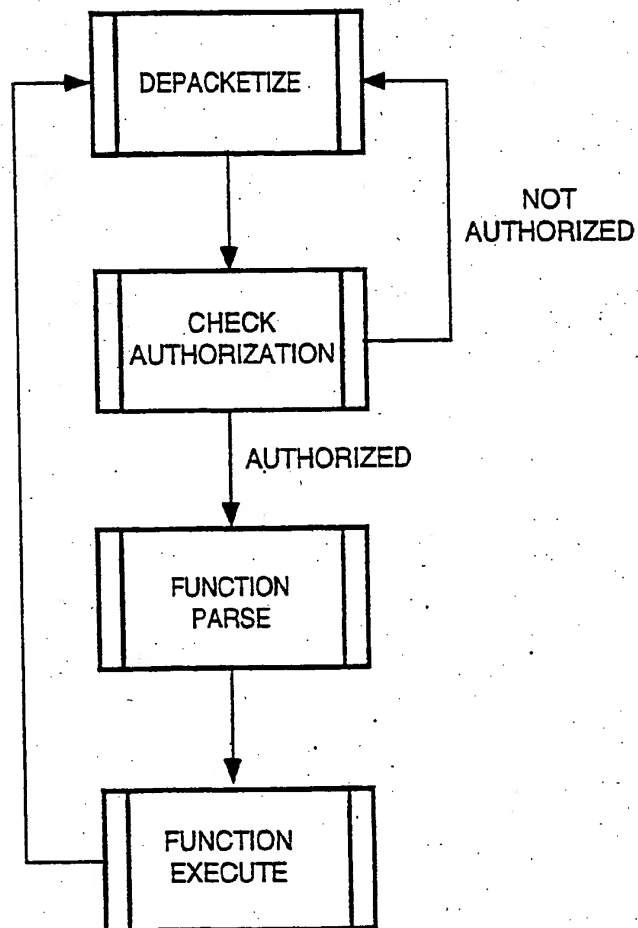 DEPACKETIZE
NOT
AUTHORIZED
CHECK
AUTHORIZATION
AUTHORIZED
FUNCTION
PARSE
FUNCTION
EXECUTE